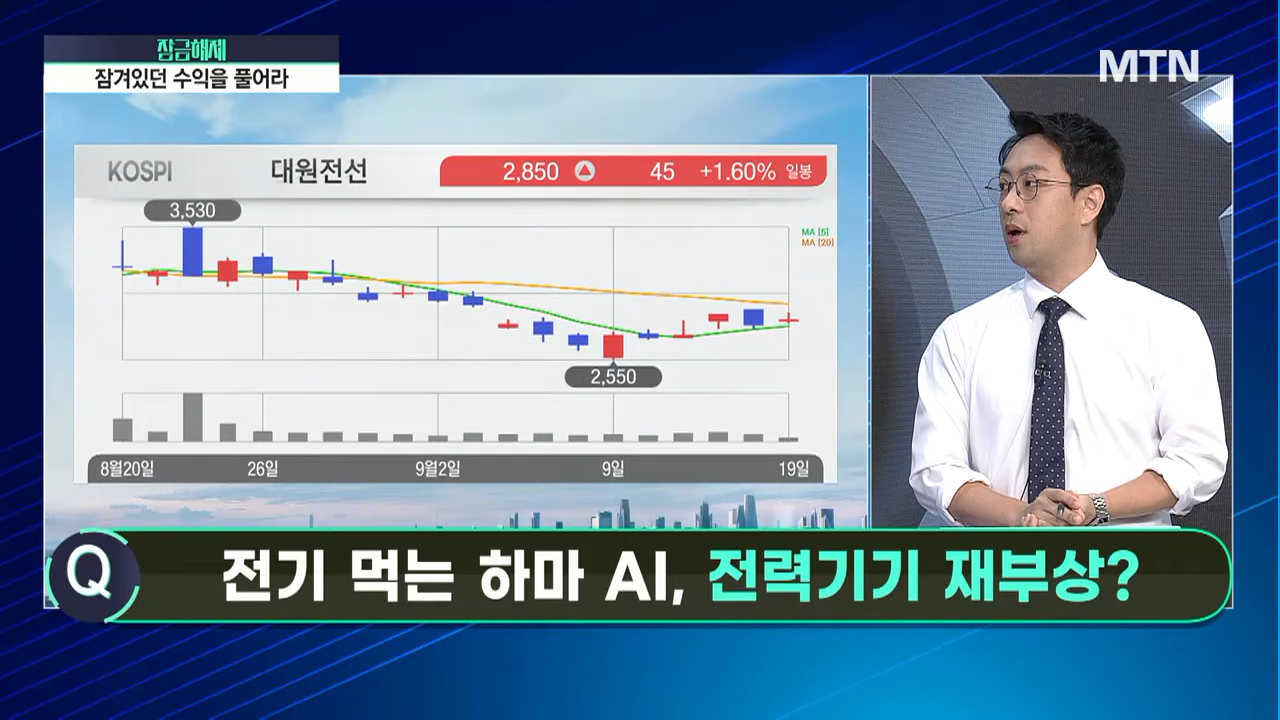 잠금해제
잠겨있던 수익을 풀어라
MTN
KOSPI 대원전선 2,850 ▲ 45 +1.60% 일봉
3,530
MA [5]
MA [20]
2,550
8월20일 26일 9월2일 9일 19일
Q 전기 먹는 하마 AI, 전력기기 재부상?